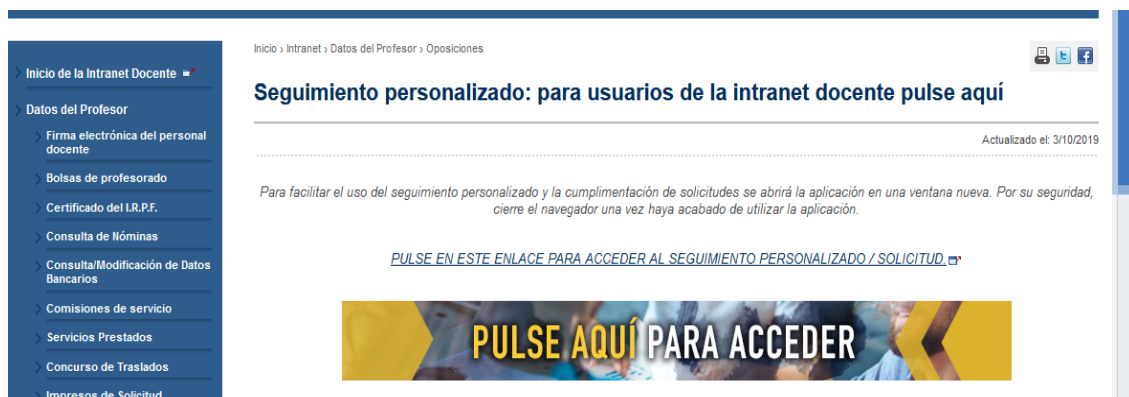 Inicio › Intranet › Datos del Profesor › Oposiciones
Inicio de la Intranet Docente
Datos del Profesor
Firma electrónica del personal
docente
Bolsas de profesorado
Certificado del I.R.P.F.
Consulta de Nóminas
Consulta/Modificación de Datos
Bancarios
Comisiones de servicio
Servicios Prestados
Concurso de Traslados
Impresos de Solicitud
Seguimiento personalizado: para usuarios de la intranet docente pulse aquí
Actualizado el: 3/10/2019
Para facilitar el uso del seguimiento personalizado y la cumplimentación de solicitudes se abrirá la aplicación en una ventana nueva. Por su seguridad,
cierre el navegador una vez haya acabado de utilizar la aplicación.
PULSE EN ESTE ENLACE PARA ACCEDER AL SEGUIMIENTO PERSONALIZADO / SOLICITUD.
PULSE AQUÍ PARA ACCEDER